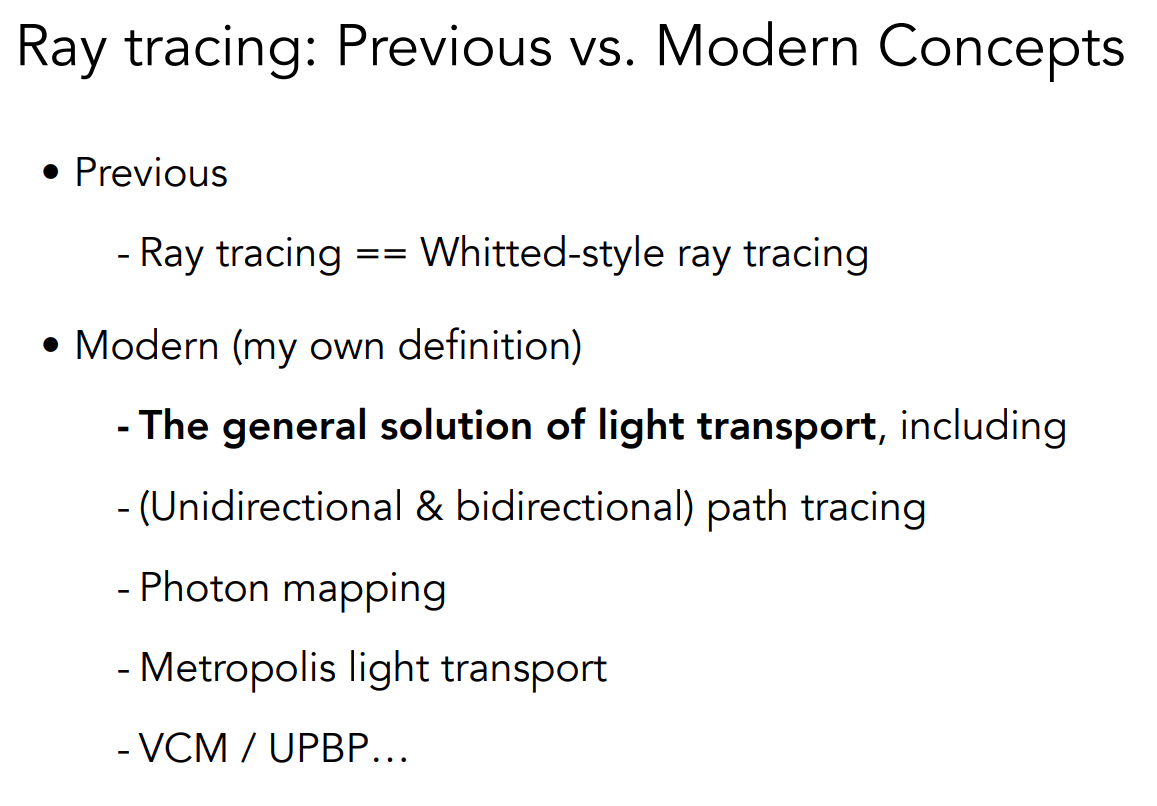 Ray tracing: Previous vs. Modern Concepts
• Previous
- Ray tracing == Whitted-style ray tracing
• Modern (my own definition)
- The general solution of light transport, including
- (Unidirectional & bidirectional) path tracing
- Photon mapping
- Metropolis light transport
- VCM / UPBP…